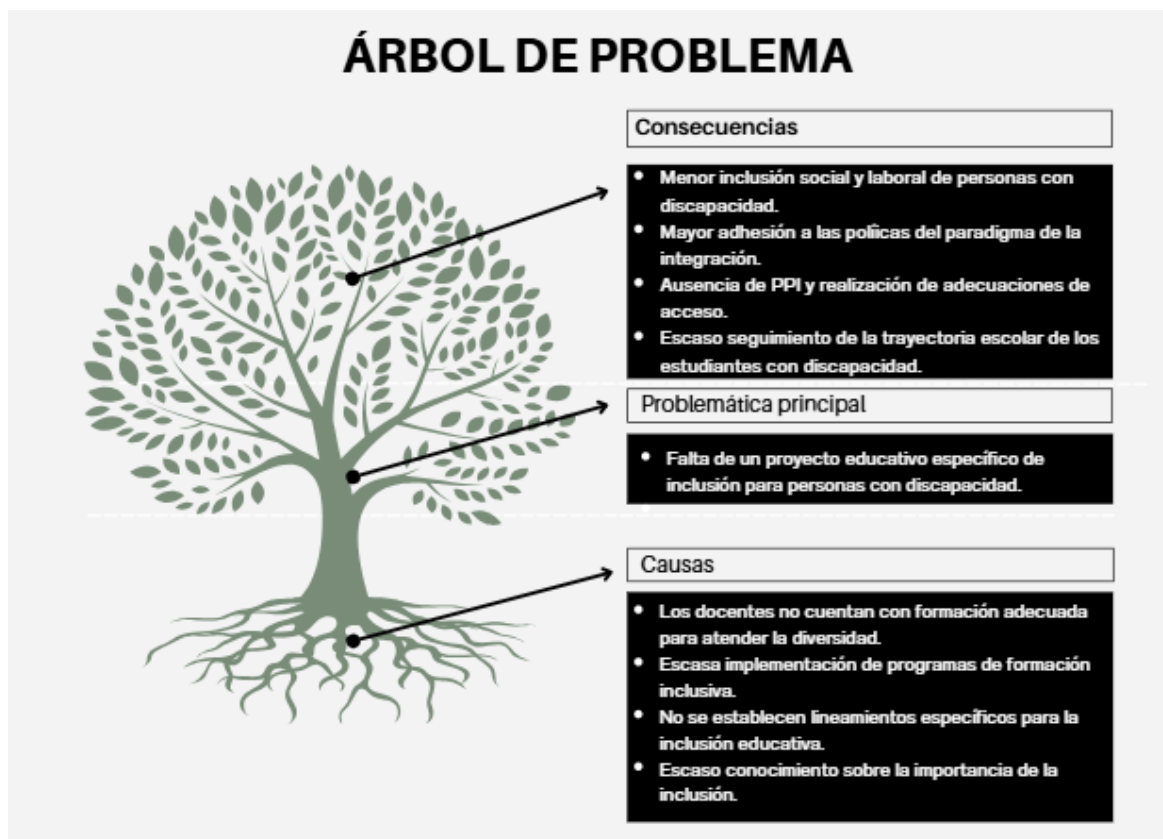 ÁRBOL DE PROBLEMA
Consecuencias
• Menor inclusión social y laboral de personas con
discapacidad.
• Mayor adhesión a las políicas del paradigma de la
integración.
• Ausencia de PPI y realización de adecuaciones de
acceso.
• Escaso seguimiento de la trayectoria escolar de los
estudiantes con discapacidad.
Problemática principal
• Falta de un proyecto educativo específico de
inclusión para personas con discapacidad.
Causas
• Los docentes no cuentan con formación adecuada
para atender la diversidad.
• Escasa implementación de programas de formación
inclusiva.
• No se establecen lineamientos específicos para la
inclusión educativa.
• Escaso conocimiento sobre la importancia de la
inclusión.